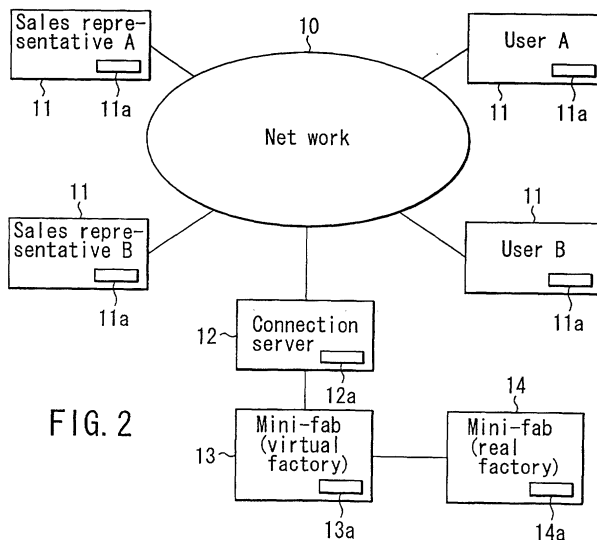 Sales repre-
sentative A
11
11a
10
Net work
User A
11
11a
11
Sales repre-
sentative B
11a
11
User B
11a
12
Connection
server
12a
FIG. 2
13
Mini-fab
(virtual
factory)
13a
14
Mini-fab
(real
factory)
14a